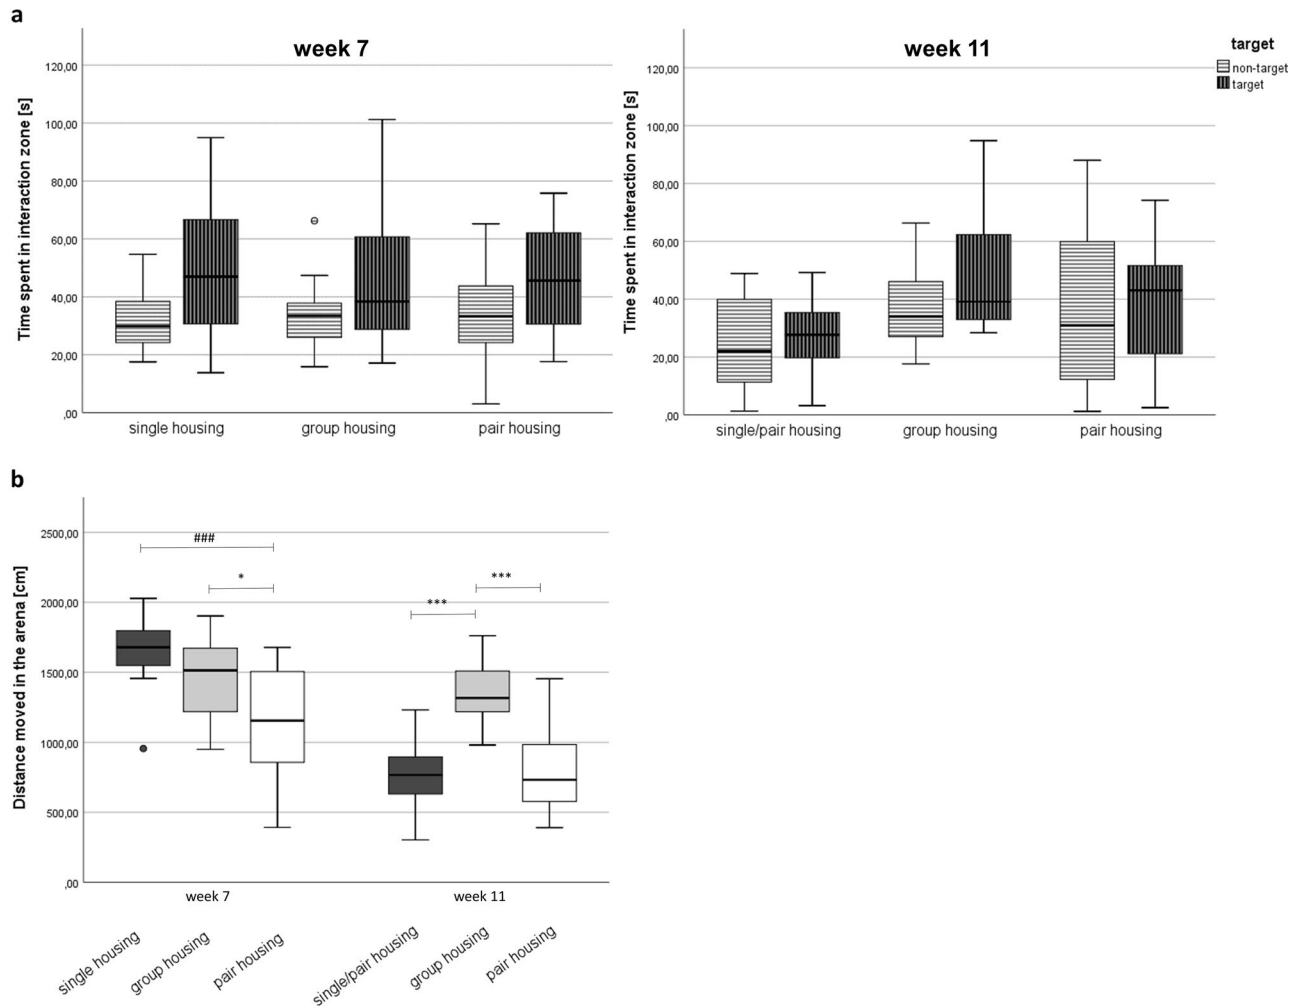 a
week 7
week 11
target
non-target
target
Time spent in interaction zone [s]
120,00
100,00
80,00
60,00
40,00
20,00
,00
single housing
group housing
pair housing
Time spent in interaction zone [s]
120,00
100,00
80,00
60,00
40,00
20,00
,00
single/pair housing
group housing
pair housing
b
Distance moved in the arena [cm]
2500,00
2000,00
1500,00
1000,00
500,00
,00
###
*
***
***
week 7
week 11
single housing
group housing
pair housing
single/pair housing
group housing
pair housing